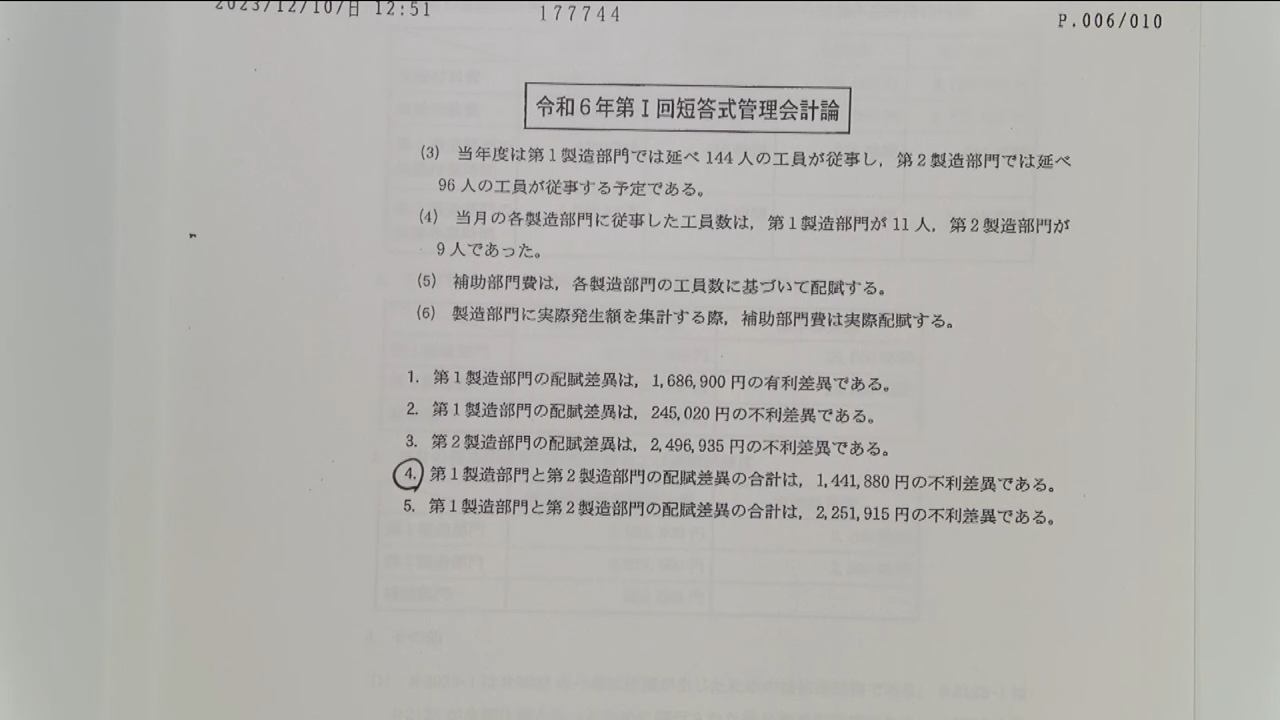 2023/12/10/日 12:51 177744 P.006/010
令和6年第Ⅰ回短答式管理会計論
(3) 当年度は第1製造部門では延べ144人の工員が従事し，第2製造部門では延べ
96人の工員が従事する予定である。
(4) 当月の各製造部門に従事した工員数は，第1製造部門が11人，第2製造部門が
9人であった。
(5) 補助部門費は，各製造部門の工員数に基づいて配賦する。
(6) 製造部門に実際発生額を集計する際，補助部門費は実際配賦する。
1. 第1製造部門の配賦差異は，1,686,900円の有利差異である。
2. 第1製造部門の配賦差異は，245,020円の不利差異である。
3. 第2製造部門の配賦差異は，2,496,935円の不利差異である。
4. 第1製造部門と第2製造部門の配賦差異の合計は，1,441,880円の不利差異である。
5. 第1製造部門と第2製造部門の配賦差異の合計は，2,251,915円の不利差異である。